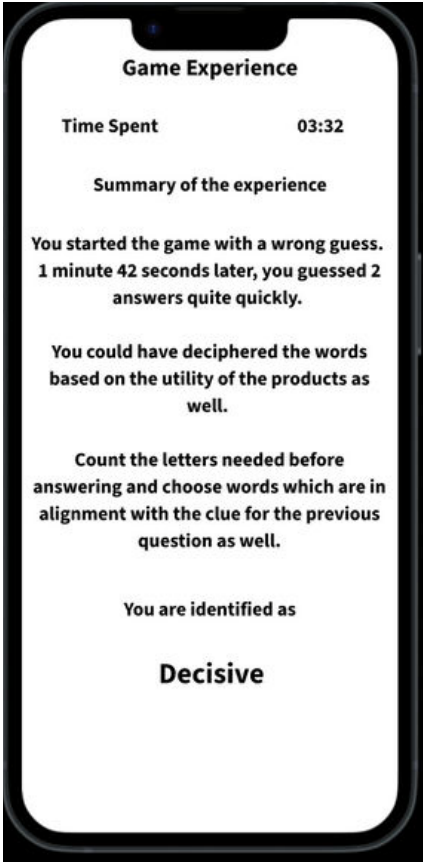 Game Experience
Time Spent 03:32
Summary of the experience
You started the game with a wrong guess.
1 minute 42 seconds later, you guessed 2
answers quite quickly.
You could have deciphered the words
based on the utility of the products as
well.
Count the letters needed before
answering and choose words which are in
alignment with the clue for the previous
question as well.
You are identified as
Decisive